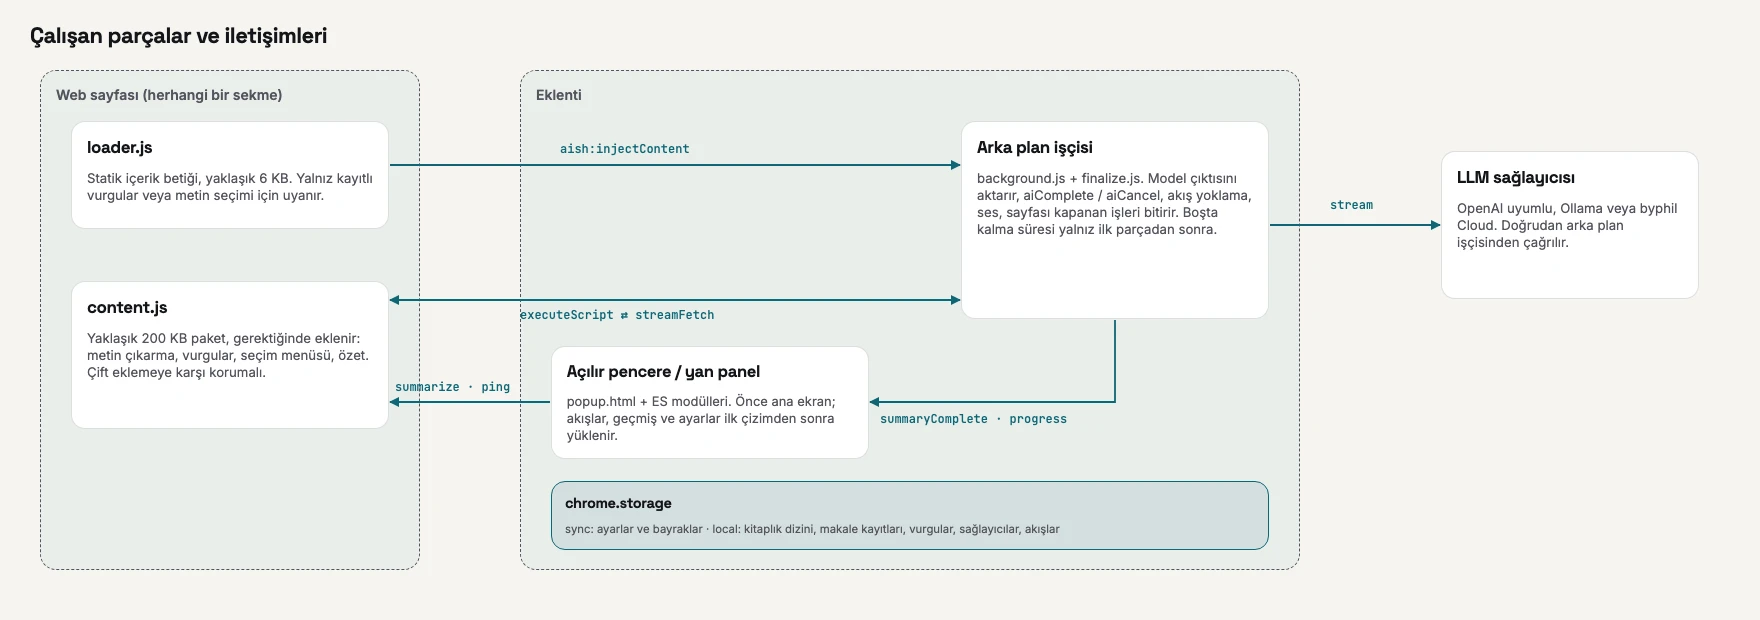 Çalışan parçalar ve iletişimleri
Web sayfası (herhangi bir sekme)
loader.js
Statik içerik betiği, yaklaşık 6 KB. Yalnız kayıtlı
vurgular veya metin seçimi için uyanır.
content.js
Yaklaşık 200 KB paket, gerektiğinde eklenir:
metin çıkarma, vurgular, seçim menüsü, özet.
Çift eklemeye karşı korumalı.
Eklenti
aish:injectContent
executeScript ⇄ streamFetch
summarize · ping
Arka plan işçisi
background.js + finalize.js. Model çıktısını
aktarır, aiComplete / aiCancel, akış yoklama,
ses, sayfası kapanan işleri bitirir. Boşta
kalma süresi yalnız ilk parçadan sonra.
Açılır pencere / yan panel
popup.html + ES modülleri. Önce ana ekran;
akışlar, geçmiş ve ayarlar ilk çizimden sonra
yüklenir.
summaryComplete · progress
chrome.storage
sync: ayarlar ve bayraklar · local: kitaplık dizini, makale kayıtları, vurgular, sağlayıcılar, akışlar
stream
LLM sağlayıcısı
OpenAI uyumlu, Ollama veya byphil
Cloud. Doğrudan arka plan
işçisinden çağrılır.